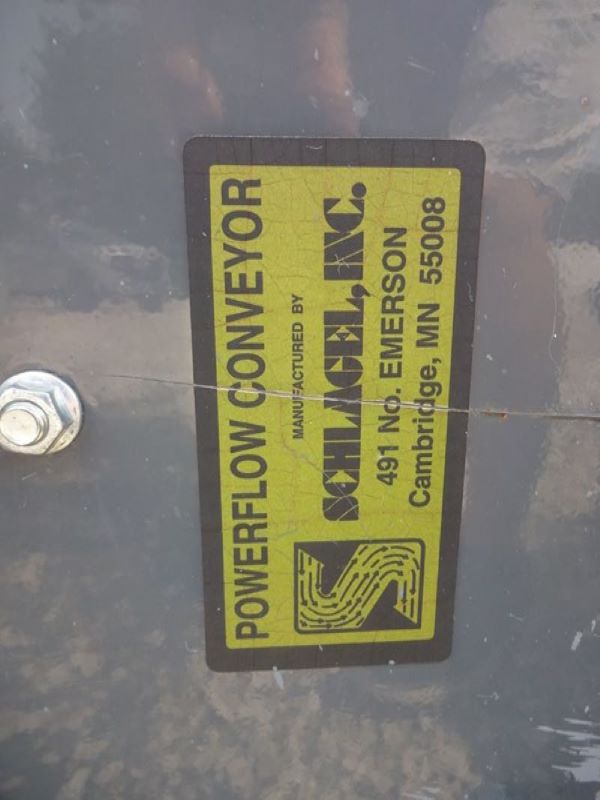 POWERFLOW CONVEYOR
MANUFACTURED BY
SCHLAGEL, INC.
491 No. EMERSON
Cambridge, MN 55008